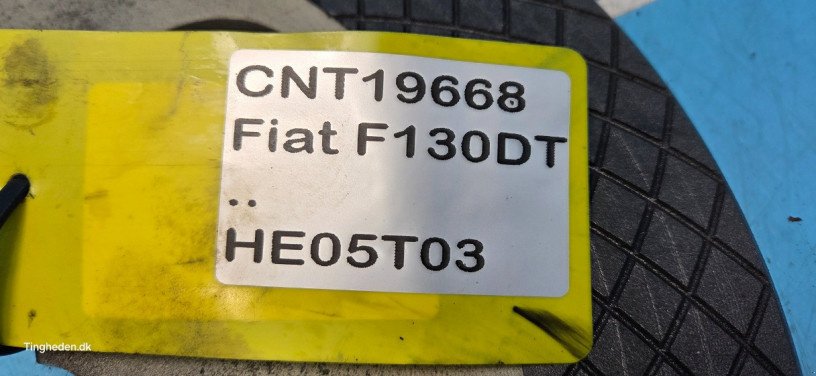 CNT19668
Fiat F130DT
..
HE05T03
Tingheden.dk